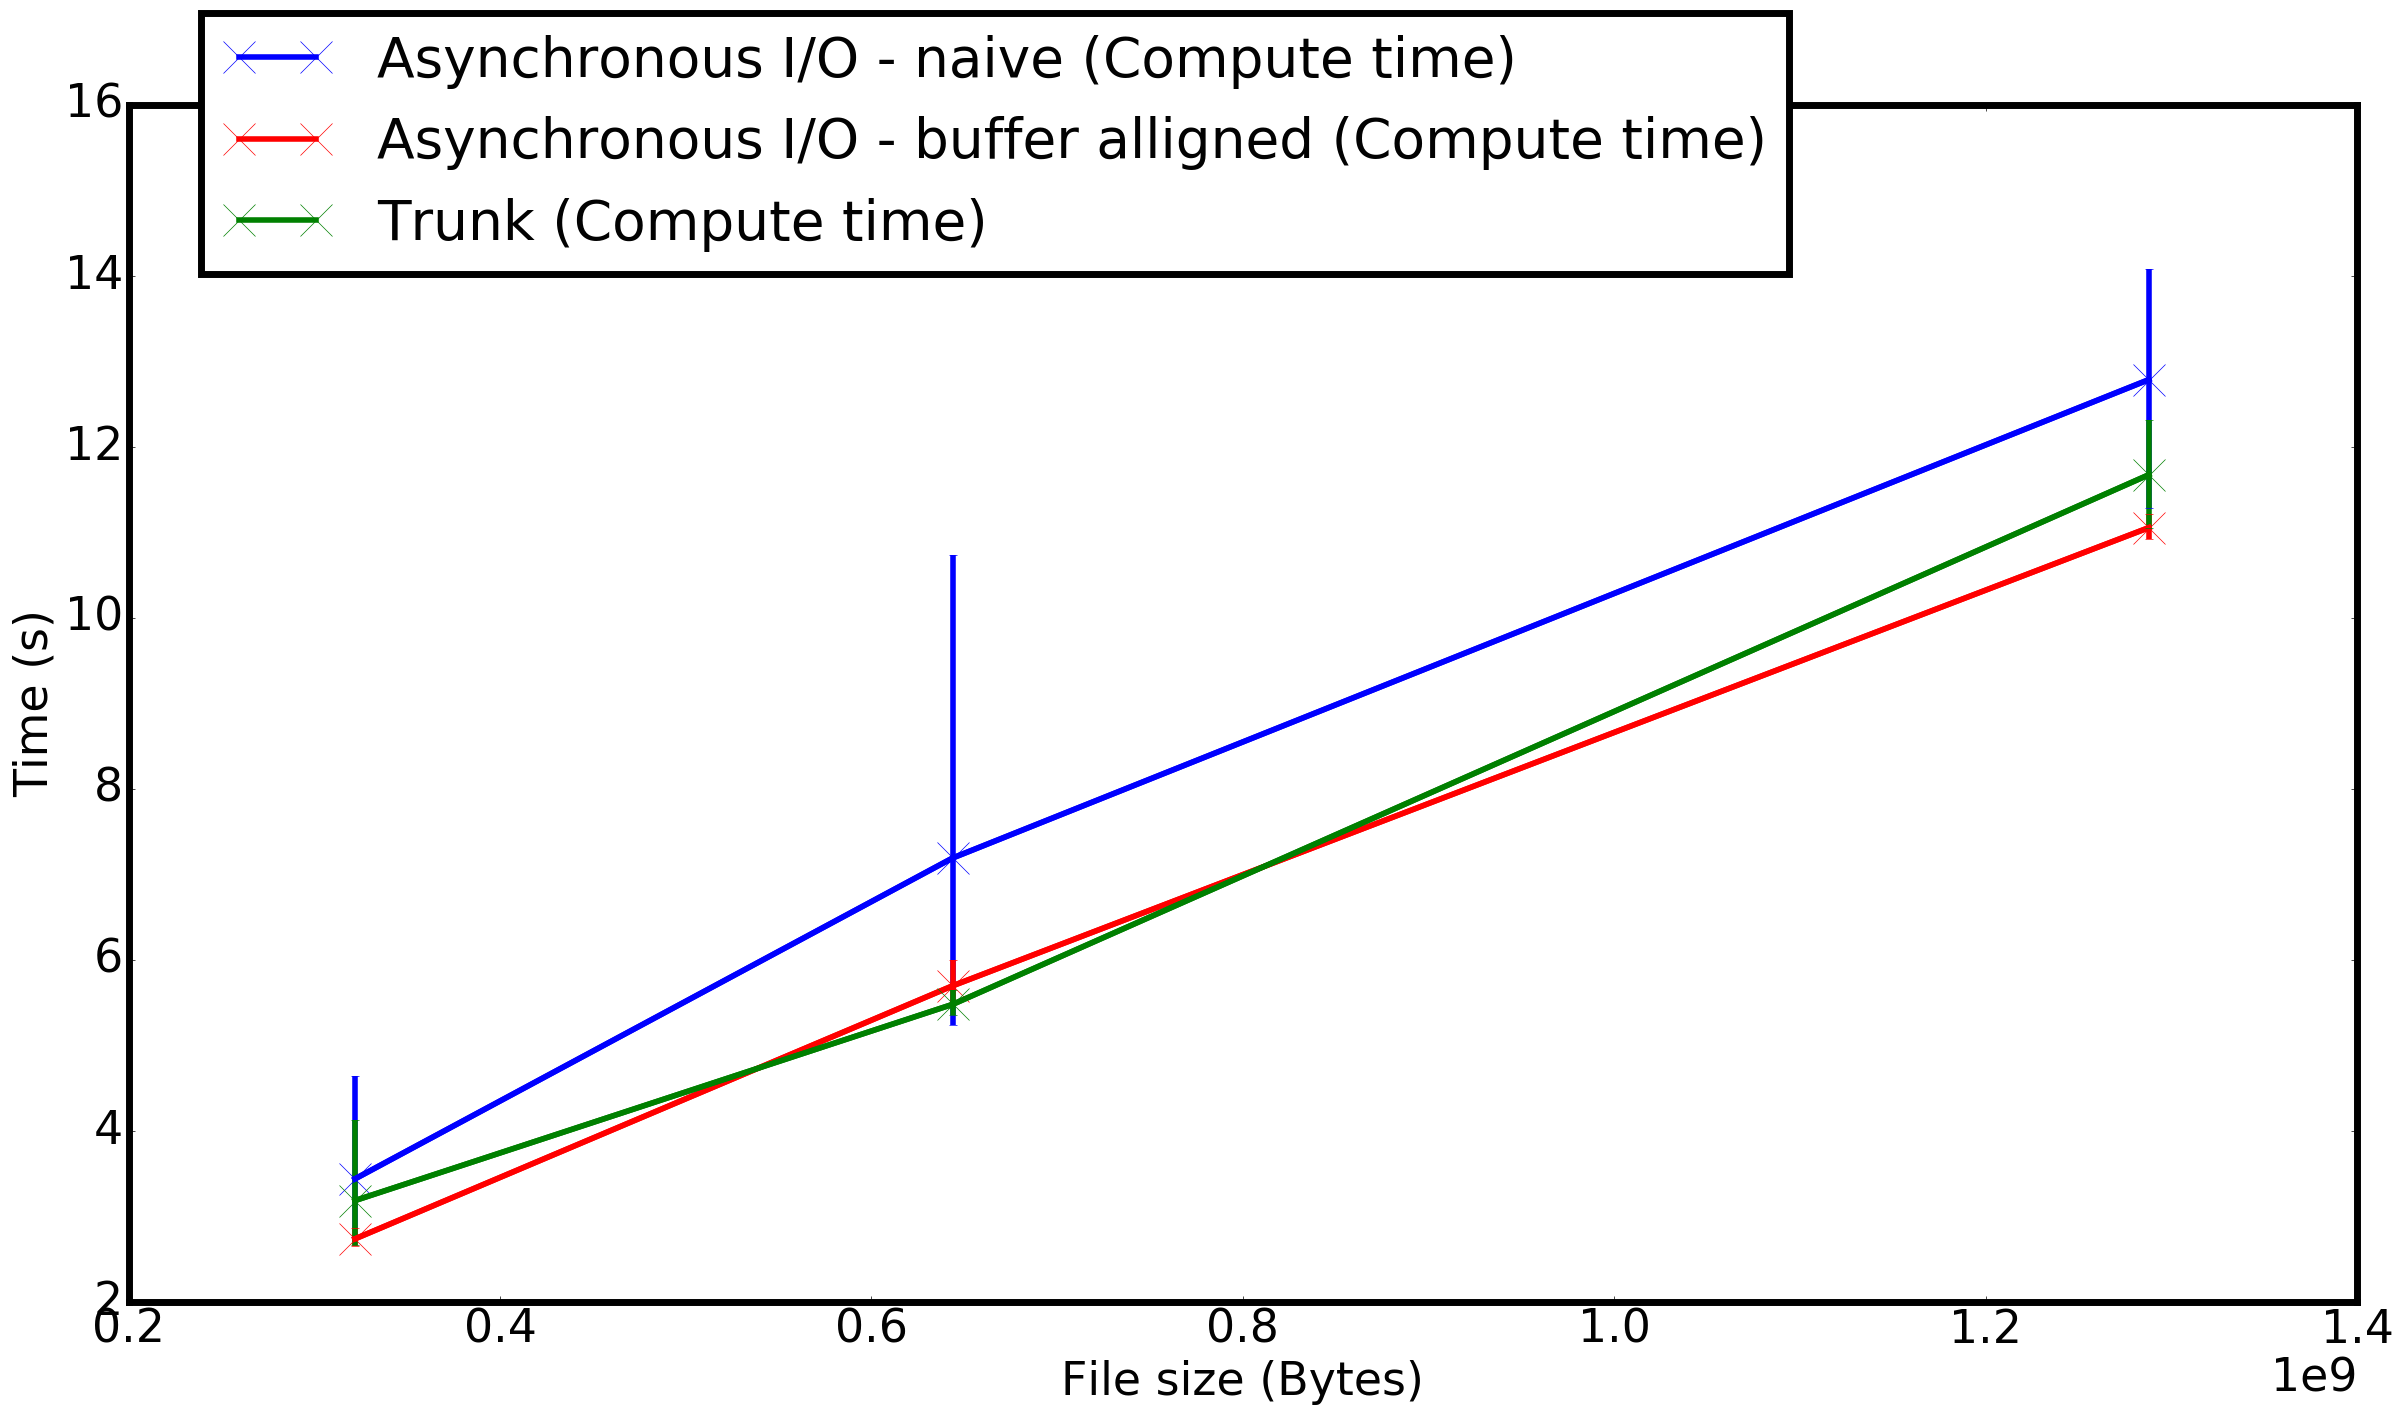 Asynchronous I/O - naive (Compute time)
Asynchronous I/O - buffer alligned (Compute time)
Trunk (Compute time)
16
14
12
10
8
6
4
2
Time (s)
0.2 0.4 0.6 0.8 1.0 1.2 1.4
1e9
File size (Bytes)